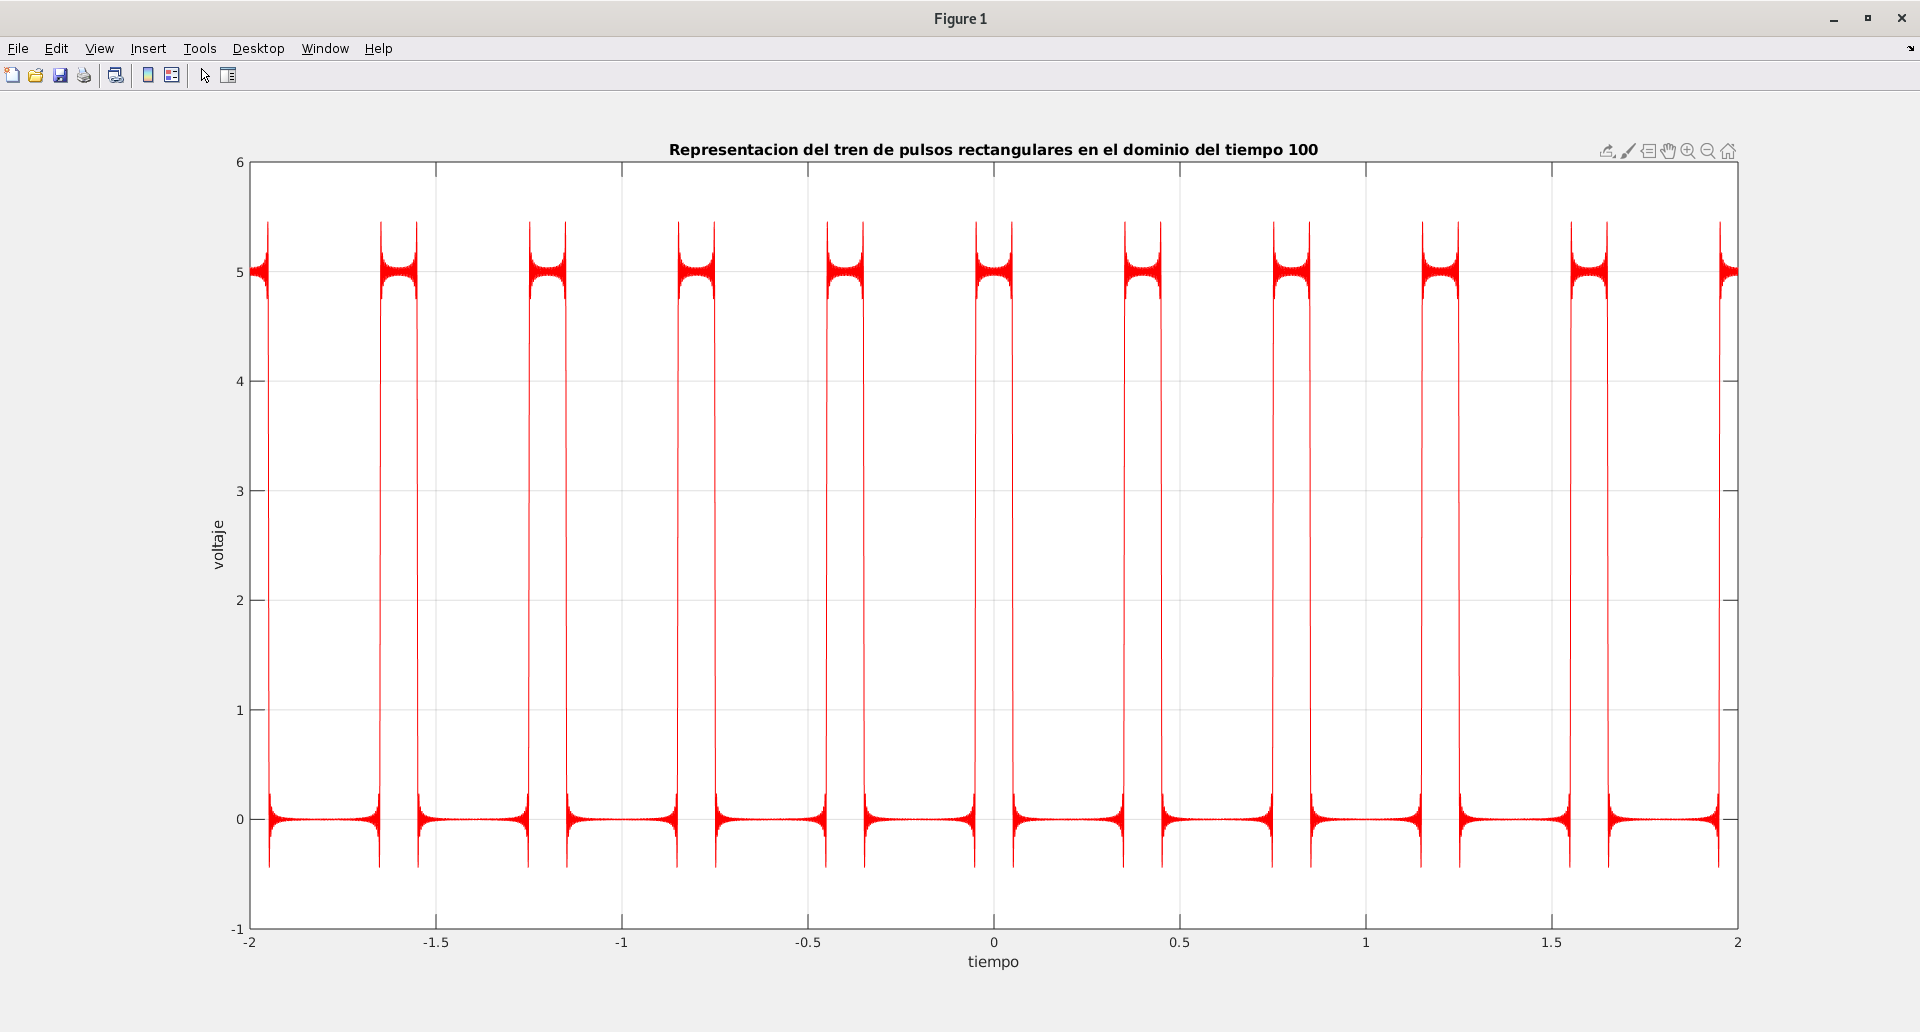 Figure 1
File Edit View Insert Tools Desktop Window Help
Representacion del tren de pulsos rectangulares en el dominio del tiempo 100
6
5
4
3
2
1
0
-1
voltaje
-2 -1.5 -1 -0.5 0 0.5 1 1.5 2
tiempo